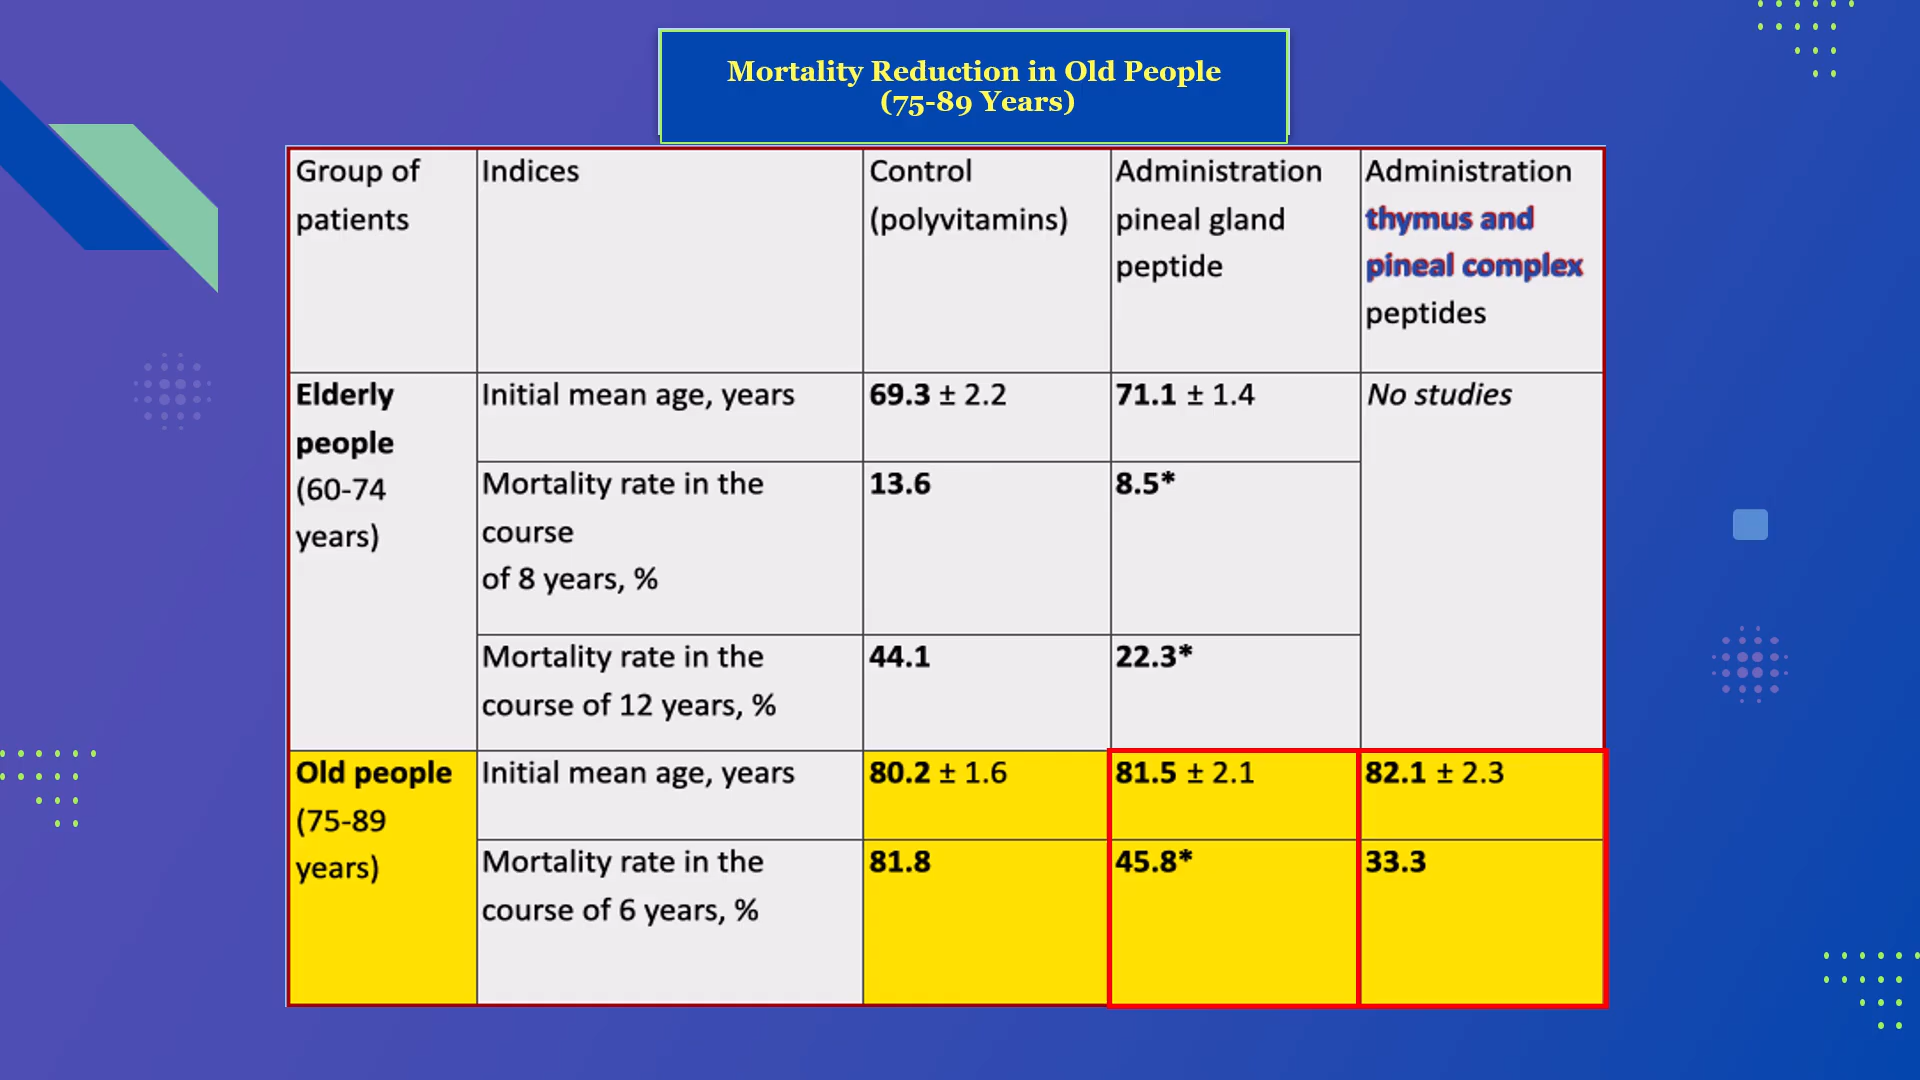 Mortality Reduction in Old People
(75-89 Years)
Group of
patients
Indices
Control
(polyvitamins)
Administration
pineal gland
peptide
Administration
thymus and
pineal complex
peptides
Elderly
people
(60-74
years)
Initial mean age, years
69.3 ± 2.2
71.1 ± 1.4
No studies
Mortality rate in the
course
of 8 years, %
13.6
8.5*
Mortality rate in the
course of 12 years, %
44.1
22.3*
Old people
(75-89
years)
Initial mean age, years
80.2 ± 1.6
81.5 ± 2.1
82.1 ± 2.3
Mortality rate in the
course of 6 years, %
81.8
45.8*
33.3